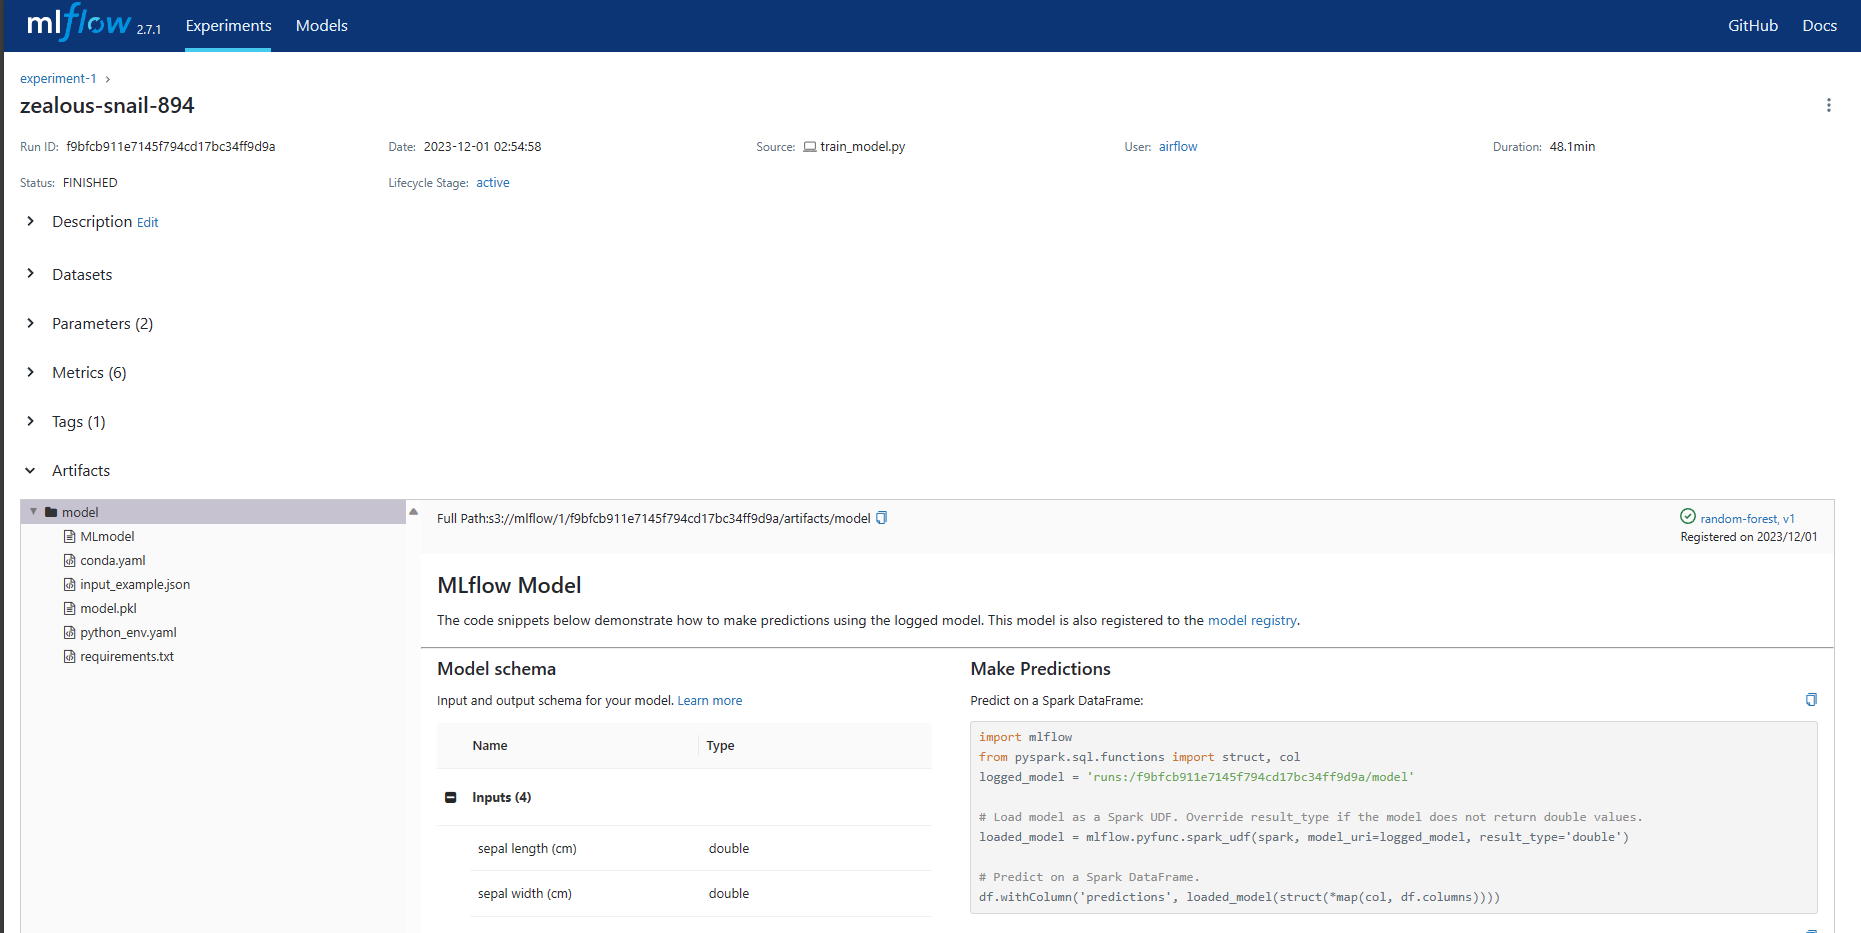 mlflow 2.7.1 Experiments Models GitHub Docs
experiment-1 >
zealous-snail-894
Run ID: f9bfcb911e7145f794cd17bc34ff9d9a Date: 2023-12-01 02:54:58 Source: train_model.py User: airflow Duration: 48.1min
Status: FINISHED Lifecycle Stage: active
Description Edit
Datasets
Parameters (2)
Metrics (6)
Tags (1)
Artifacts
model
MLmodel
conda.yaml
input_example.json
model.pkl
python_env.yaml
requirements.txt
Full Path:s3://mlflow/1/f9bfcb911e7145f794cd17bc34ff9d9a/artifacts/model
random-forest, v1
Registered on 2023/12/01
MLflow Model
The code snippets below demonstrate how to make predictions using the logged model. This model is also registered to the model registry.
Model schema
Input and output schema for your model. Learn more
Name Type
Inputs (4)
sepal length (cm) double
sepal width (cm) double
Make Predictions
Predict on a Spark DataFrame:
import mlflow
from pyspark.sql.functions import struct, col
logged_model = 'runs:/f9bfcb911e7145f794cd17bc34ff9d9a/model'
# Load model as a Spark UDF. Override result_type if the model does not return double values.
loaded_model = mlflow.pyfunc.spark_udf(spark, model_uri=logged_model, result_type='double')
# Predict on a Spark DataFrame.
df.withColumn('predictions', loaded_model(struct(*map(col, df.columns))))